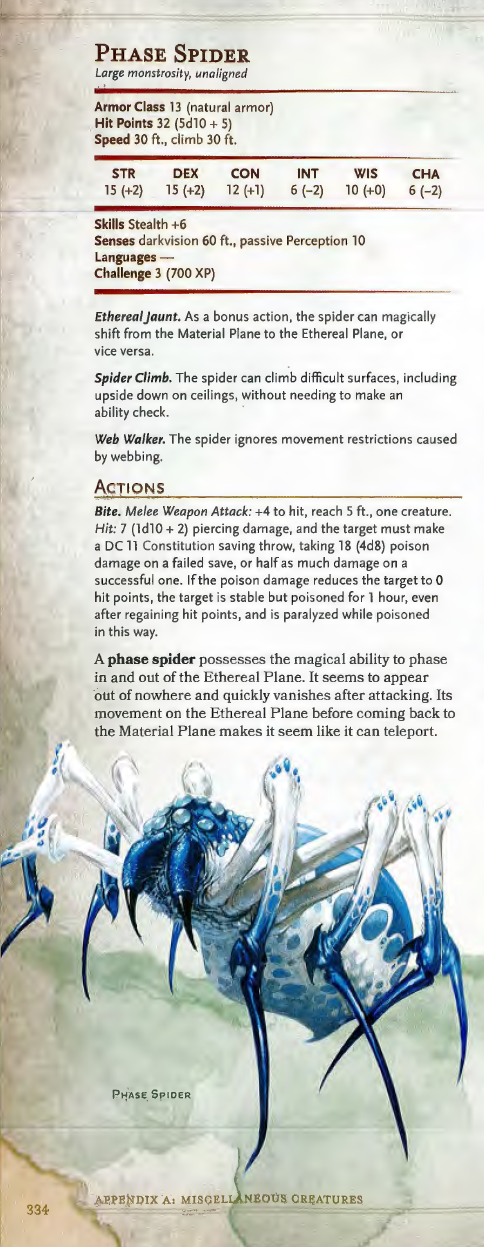 PHASE SPIDER
Large monstrosity, unaligned
Armor Class 13 (natural armor)
Hit Points 32 (5d10 + 5)
Speed 30 ft., climb 30 ft.
STR DEX CON INT WIS CHA
15 (+2) 15 (+2) 12 (+1) 6 (−2) 10 (+0) 6 (−2)
Skills Stealth +6
Senses darkvision 60 ft., passive Perception 10
Languages —
Challenge 3 (700 XP)
Ethereal Jaunt. As a bonus action, the spider can magically
shift from the Material Plane to the Ethereal Plane, or
vice versa.
Spider Climb. The spider can climb difficult surfaces, including
upside down on ceilings, without needing to make an
ability check.
Web Walker. The spider ignores movement restrictions caused
by webbing.
ACTIONS
Bite. Melee Weapon Attack: +4 to hit, reach 5 ft., one creature.
Hit: 7 (1d10 + 2) piercing damage, and the target must make
a DC 11 Constitution saving throw, taking 18 (4d8) poison
damage on a failed save, or half as much damage on a
successful one. If the poison damage reduces the target to 0
hit points, the target is stable but poisoned for 1 hour, even
after regaining hit points, and is paralyzed while poisoned
in this way.
A phase spider possesses the magical ability to phase
in and out of the Ethereal Plane. It seems to appear
out of nowhere and quickly vanishes after attacking. Its
movement on the Ethereal Plane before coming back to
the Material Plane makes it seem like it can teleport.
PHASE SPIDER
334 APPENDIX A: MISCELLANEOUS CREATURES